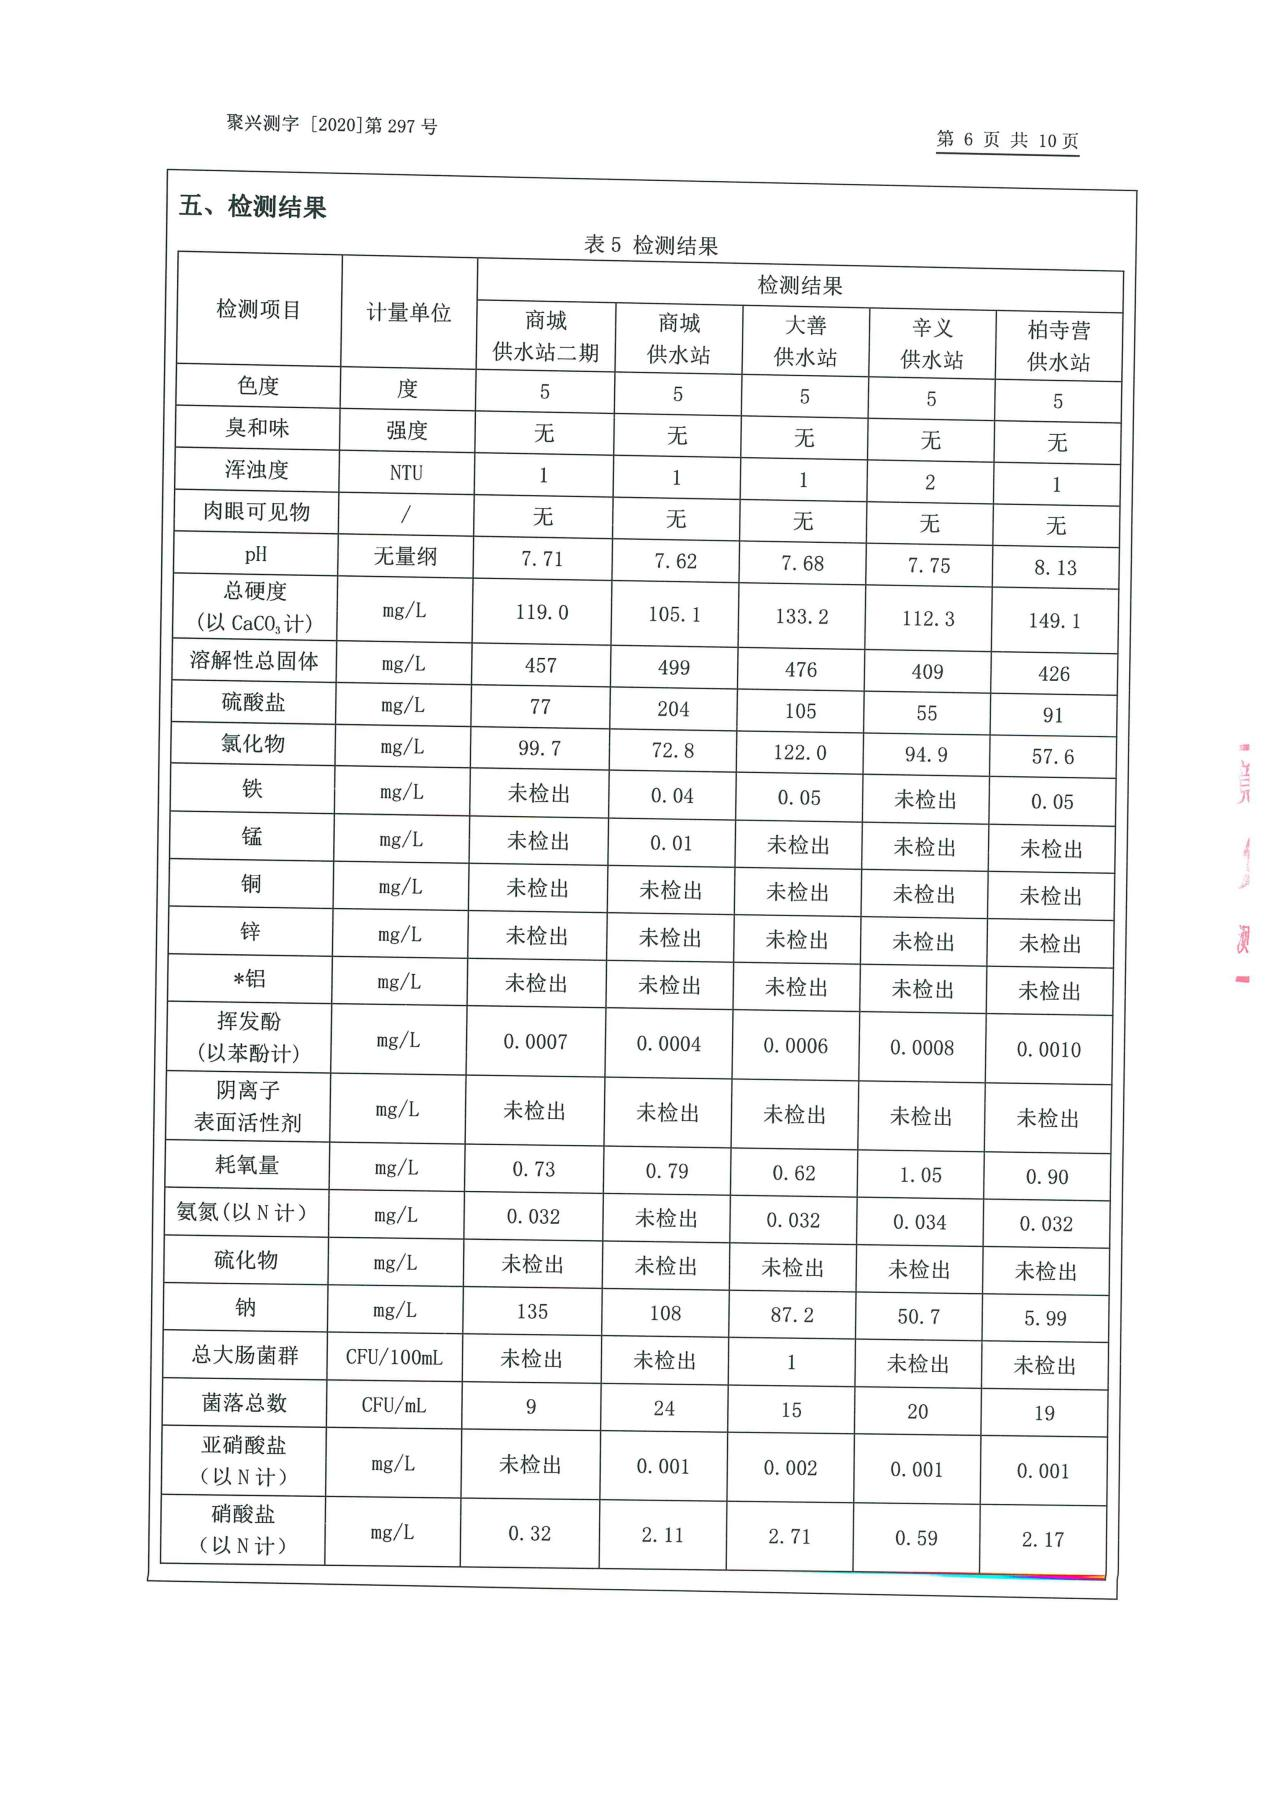 聚兴测字 [2020]第 297 号
第 6 页 共 10 页
五、检测结果
表 5 检测结果
检测项目 计量单位 检测结果
商城 供水站二期 商城 供水站 大善 供水站 辛义 供水站 柏寺营 供水站
色度 度 5 5 5 5 5
臭和味 强度 无 无 无 无 无
浑浊度 NTU 1 1 1 2 1
肉眼可见物 / 无 无 无 无 无
pH 无量纲 7.71 7.62 7.68 7.75 8.13
总硬度
(以 CaCO₃计) mg/L 119.0 105.1 133.2 112.3 149.1
溶解性总固体 mg/L 457 499 476 409 426
硫酸盐 mg/L 77 204 105 55 91
氯化物 mg/L 99.7 72.8 122.0 94.9 57.6
铁 mg/L 未检出 0.04 0.05 未检出 0.05
锰 mg/L 未检出 0.01 未检出 未检出 未检出
铜 mg/L 未检出 未检出 未检出 未检出 未检出
锌 mg/L 未检出 未检出 未检出 未检出 未检出
*铝 mg/L 未检出 未检出 未检出 未检出 未检出
挥发酚
(以苯酚计) mg/L 0.0007 0.0004 0.0006 0.0008 0.0010
阴离子
表面活性剂 mg/L 未检出 未检出 未检出 未检出 未检出
耗氧量 mg/L 0.73 0.79 0.62 1.05 0.90
氨氮(以 N 计) mg/L 0.032 未检出 0.032 0.034 0.032
硫化物 mg/L 未检出 未检出 未检出 未检出 未检出
钠 mg/L 135 108 87.2 50.7 5.99
总大肠菌群 CFU/100mL 未检出 未检出 1 未检出 未检出
菌落总数 CFU/mL 9 24 15 20 19
亚硝酸盐
(以 N 计) mg/L 未检出 0.001 0.002 0.001 0.001
硝酸盐
(以 N 计) mg/L 0.32 2.11 2.71 0.59 2.17
测